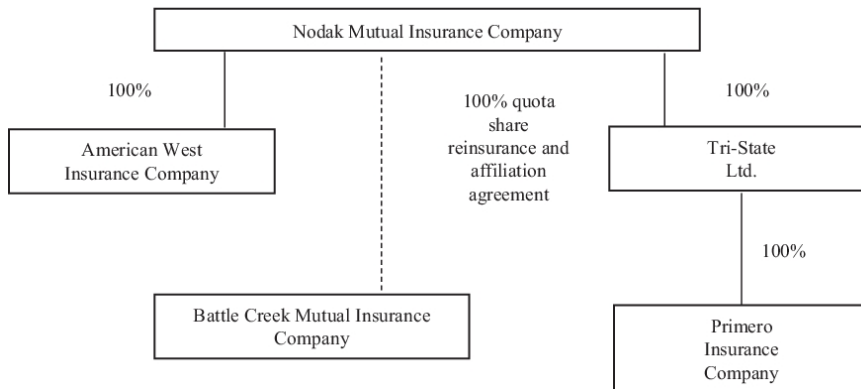 Nodak Mutual Insurance Company
100%
100% quota
share
reinsurance and
affiliation
agreement
100%
American West
Insurance Company
Tri-State
Ltd.
100%
Battle Creek Mutual Insurance
Company
Primero
Insurance
Company